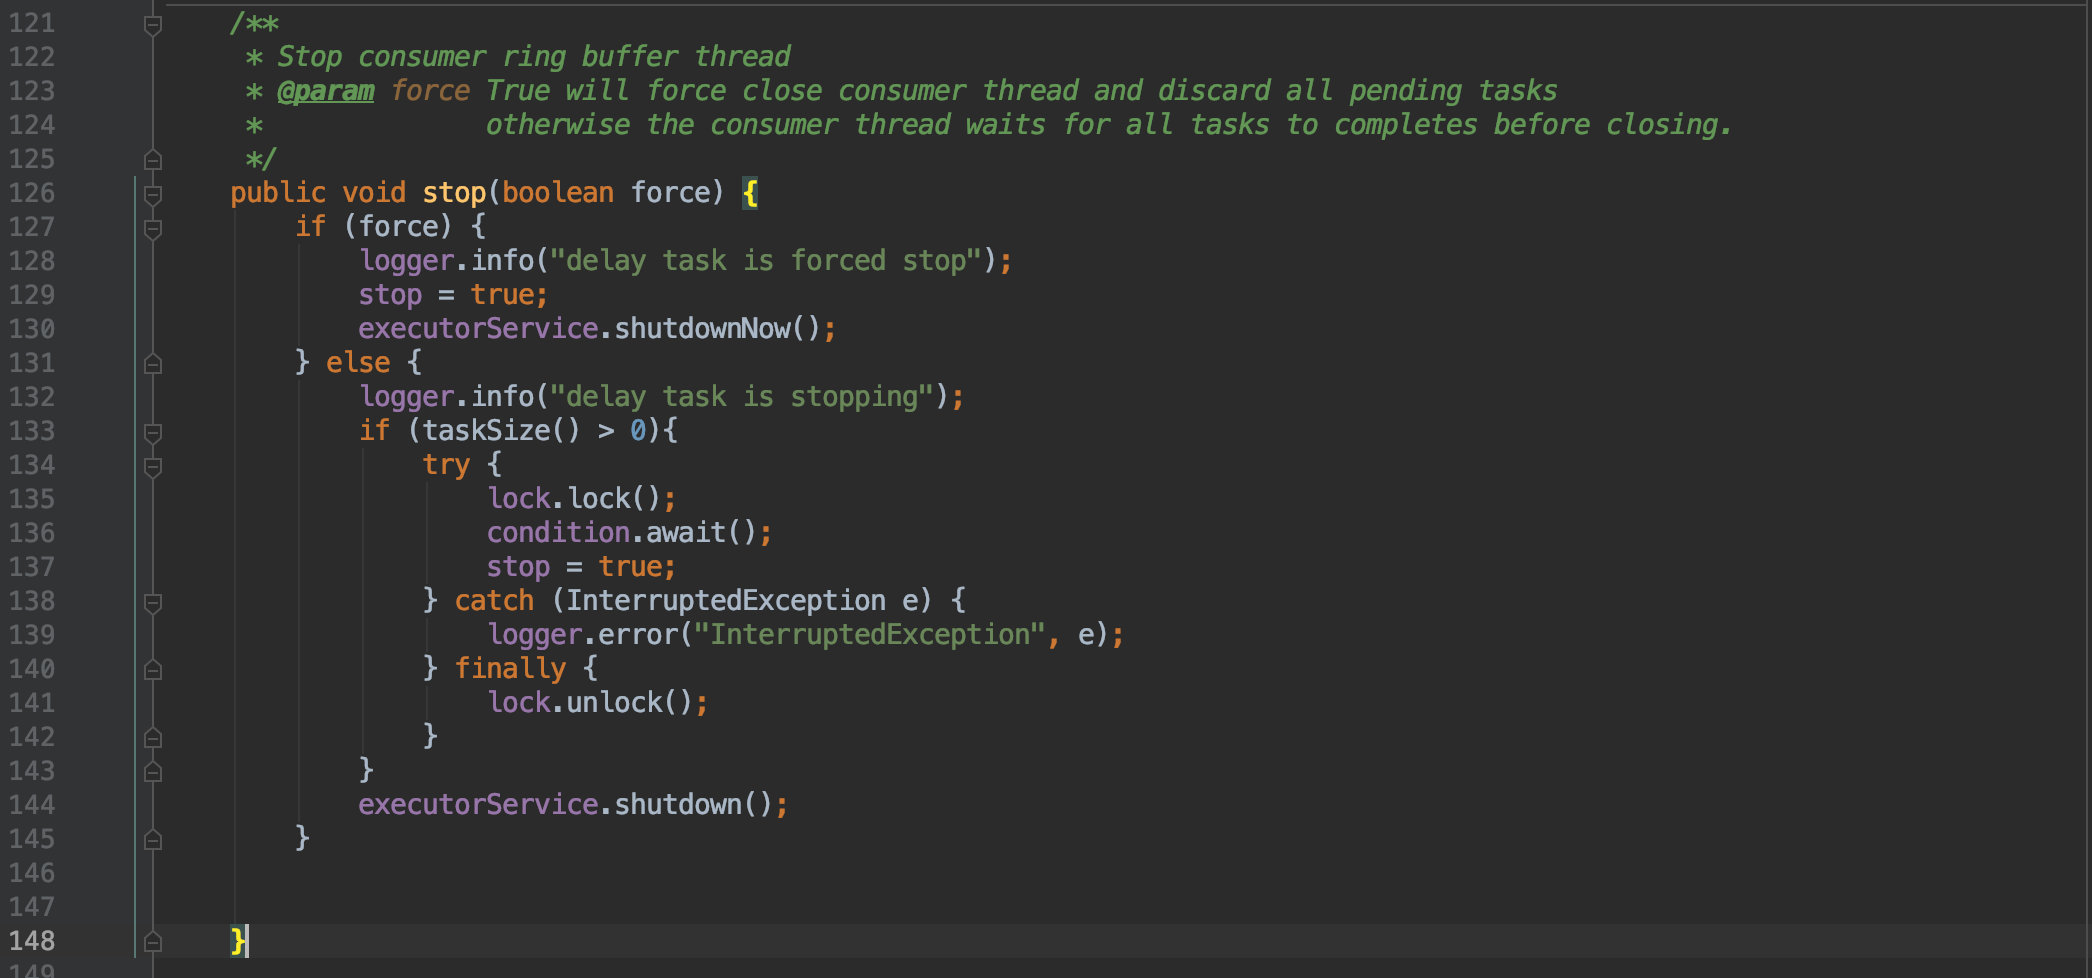 121 /**
122 * Stop consumer ring buffer thread
123 * @param force True will force close consumer thread and discard all pending tasks
124 * otherwise the consumer thread waits for all tasks to completes before closing.
125 */
126 public void stop(boolean force) {
127 if (force) {
128 logger.info("delay task is forced stop");
129 stop = true;
130 executorService.shutdownNow();
131 } else {
132 logger.info("delay task is stopping");
133 if (taskSize() > 0){
134 try {
135 lock.lock();
136 condition.await();
137 stop = true;
138 } catch (InterruptedException e) {
139 logger.error("InterruptedException", e);
140 } finally {
141 lock.unlock();
142 }
143 }
144 executorService.shutdown();
145 }
146
147
148 }
149